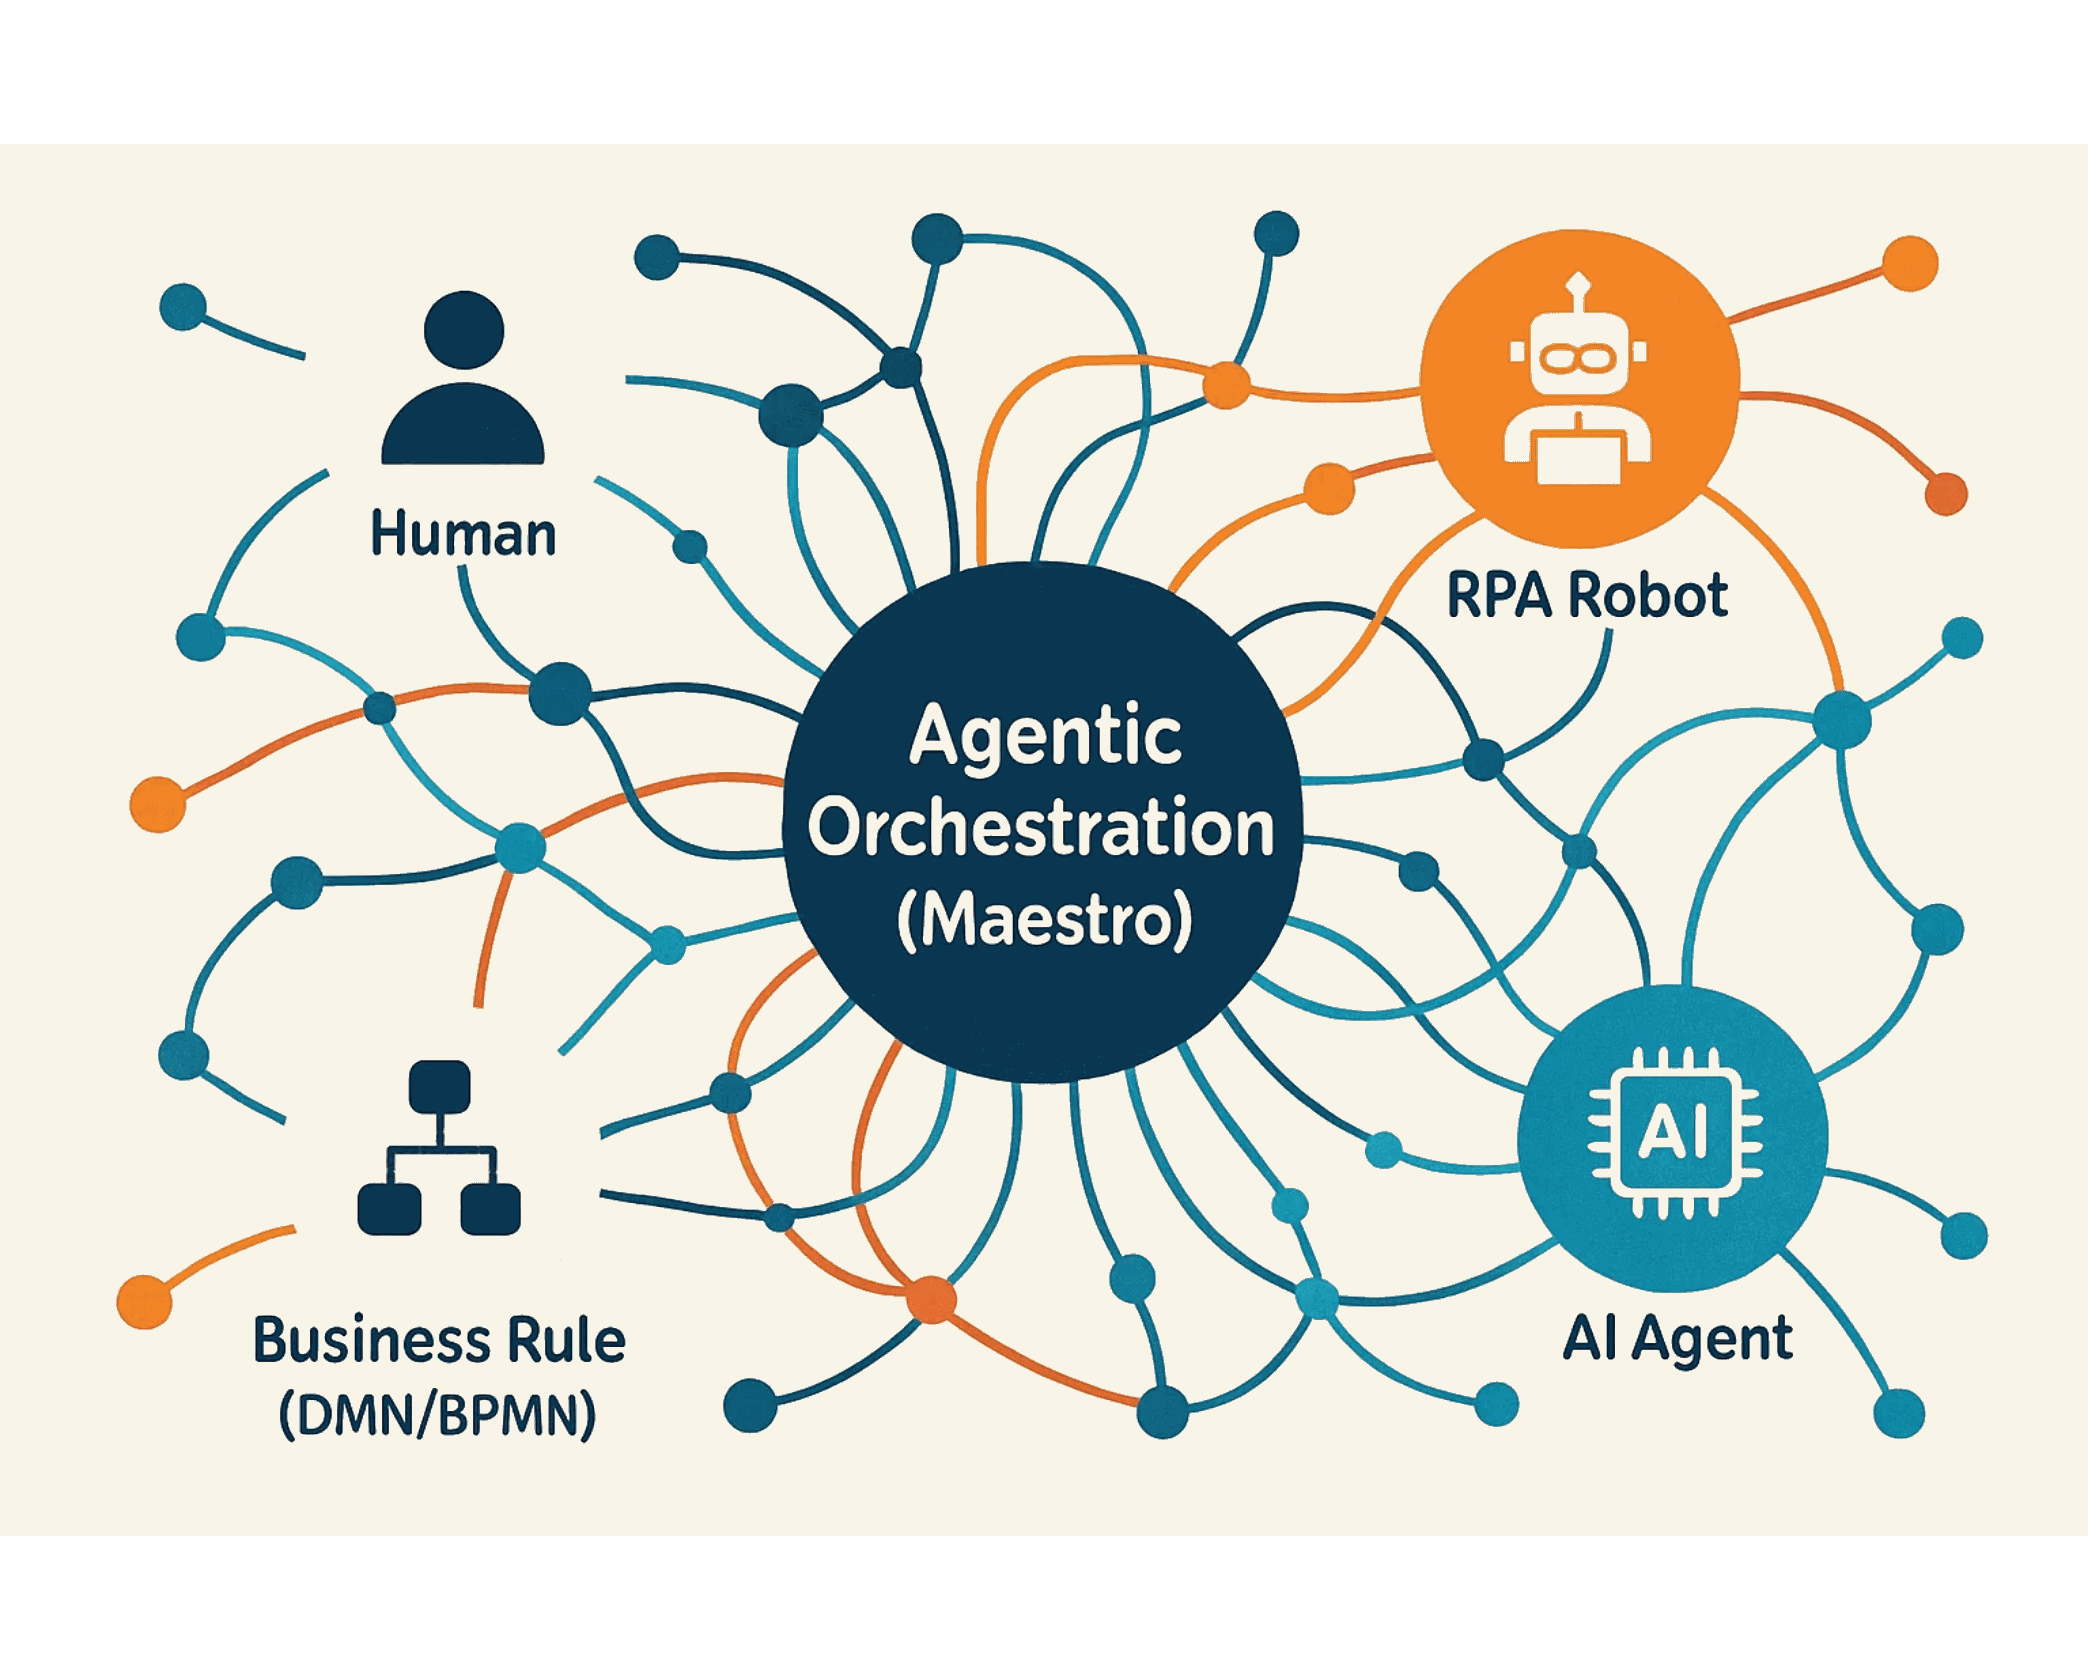 Human
RPA Robot
Agentic
Orchestration
(Maestro)
AI
Business Rule
(DMN/BPMN)
AI Agent